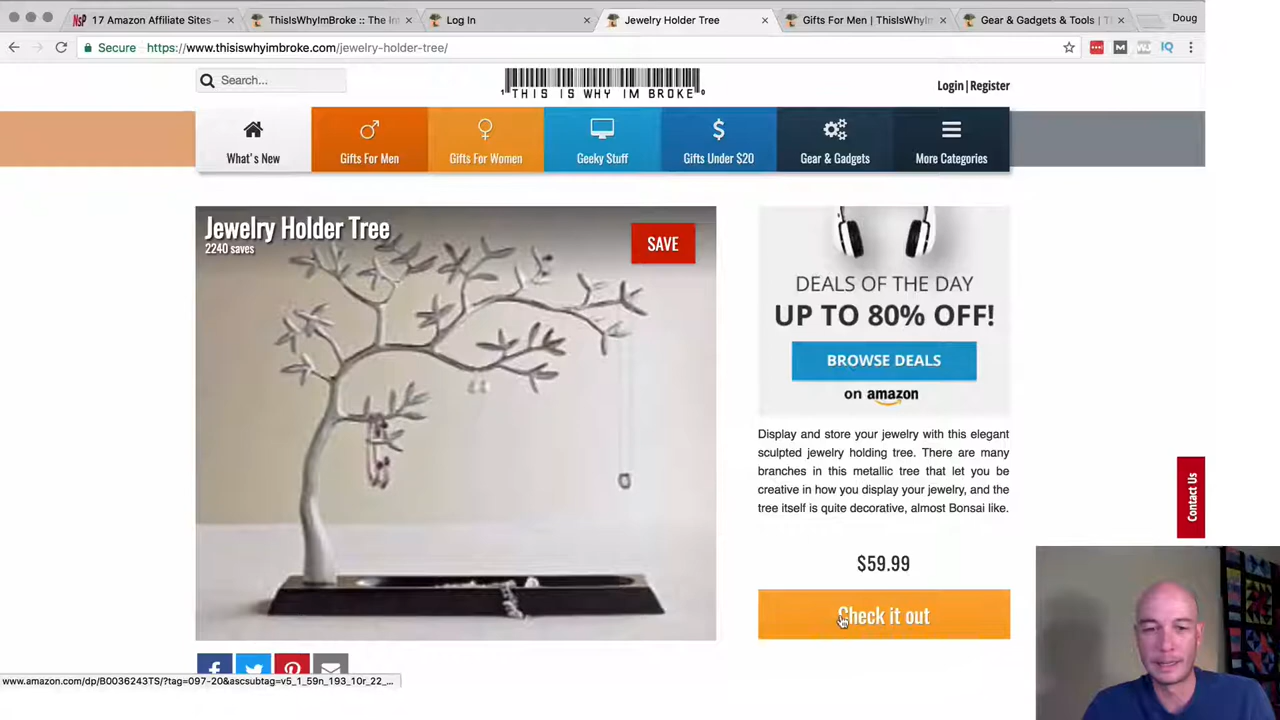 17 Amazon Affiliate Sites –
ThisIsWhyImBroke :: The In
Log In
Jewelry Holder Tree
Gifts For Men | ThisIsWhyI
Gear & Gadgets & Tools | T
Doug
Secure
https://www.thisiswhyimbroke.com/jewelry-holder-tree/
Search...
THIS IS WHY IM BROKE
Login | Register
What's New
Gifts For Men
Gifts For Women
Geeky Stuff
Gifts Under $20
Gear & Gadgets
More Categories
Jewelry Holder Tree
2240 saves
SAVE
DEALS OF THE DAY
UP TO 80% OFF!
BROWSE DEALS
on amazon
Display and store your jewelry with this elegant
sculpted jewelry holding tree. There are many
branches in this metallic tree that let you be
creative in how you display your jewelry, and the
tree itself is quite decorative, almost Bonsai like.
$59.99
Check it out
Contact Us
www.amazon.com/dp/B0036243TS/?tag=097-20&ascsubtag=v5_1_59n_193_10r_22_...